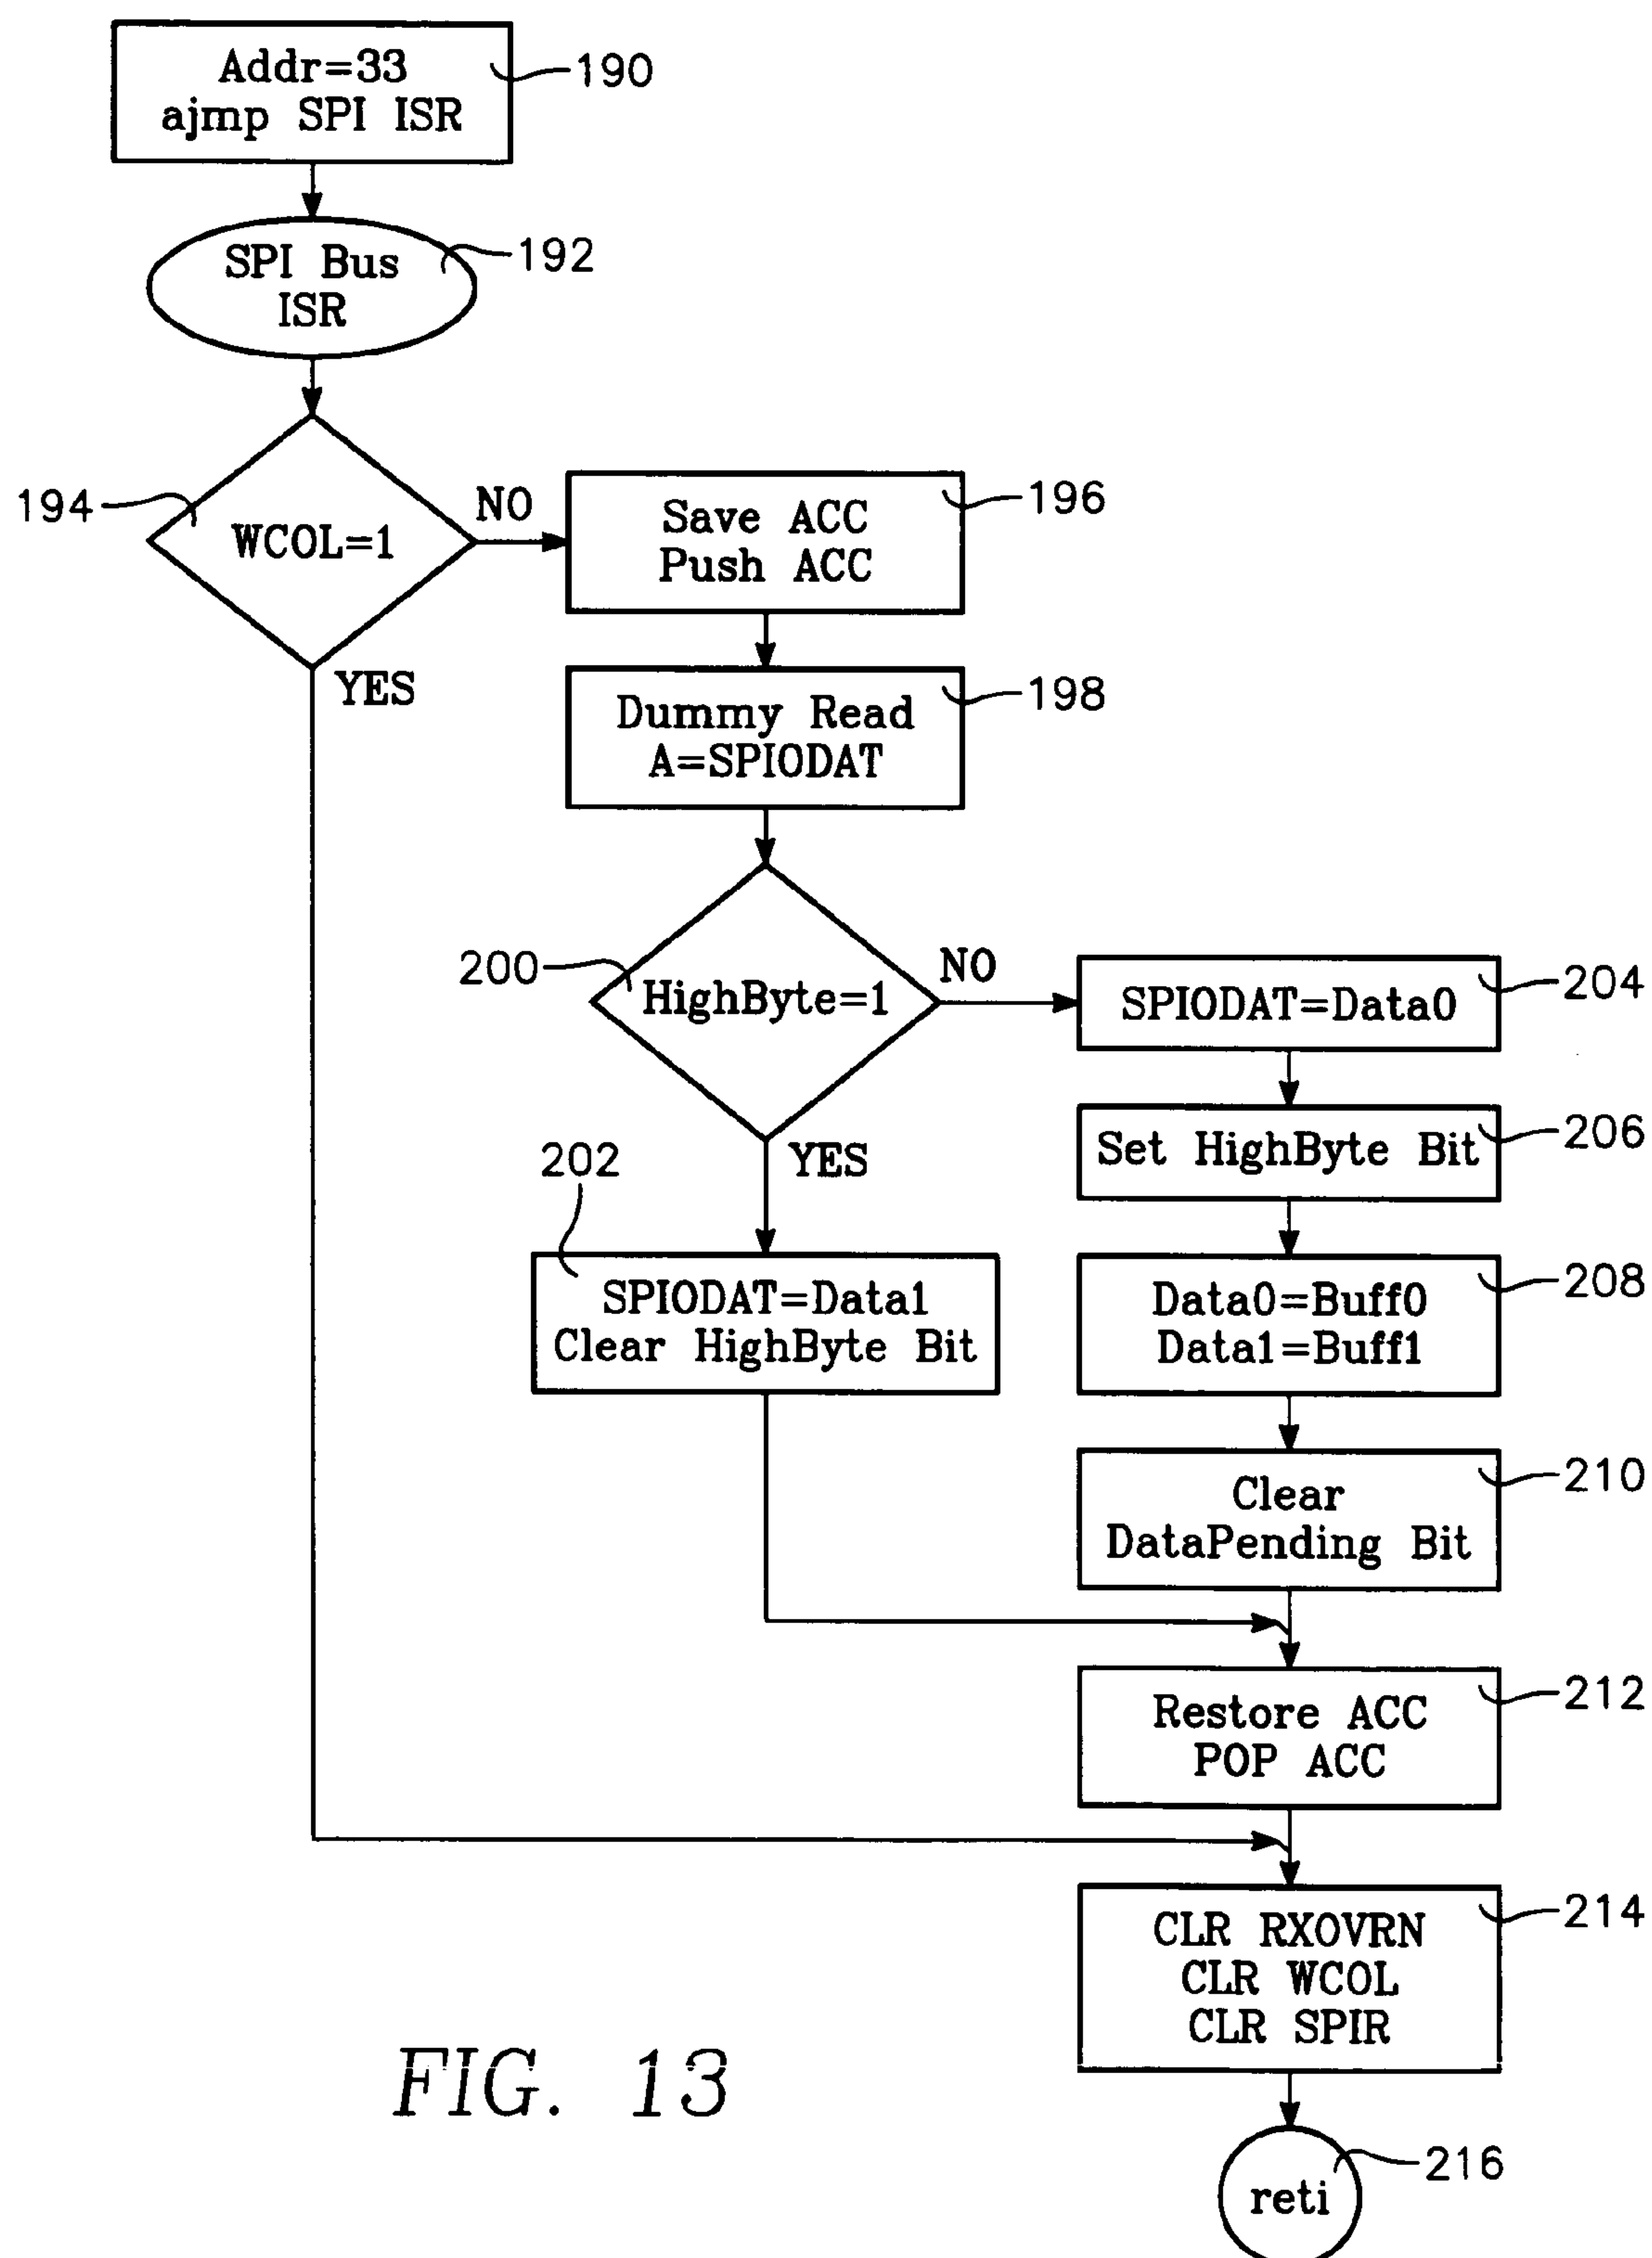 Addr=33
ajmp SPI ISR
190
SPI Bus
ISR
192
194
WCOL=1
NO
YES
Save ACC
Push ACC
196
Dummy Read
A=SPIODAT
198
200
HighByte=1
NO
YES
202
SPIODAT=Data1
Clear HighByte Bit
SPIODAT=Data0
204
Set HighByte Bit
206
Data0=Buff0
Data1=Buff1
208
Clear
DataPending Bit
210
Restore ACC
POP ACC
212
CLR RXOVRN
CLR WCOL
CLR SPIR
214
reti
216
FIG. 13